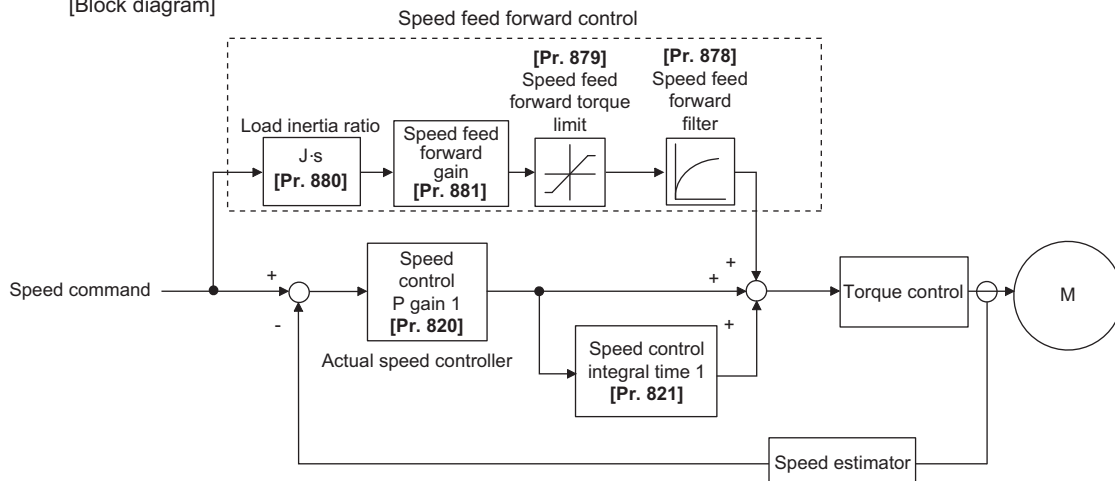 [Block diagram]
Speed feed forward control
[Pr. 879]
Speed feed
forward torque
limit
[Pr. 878]
Speed feed
forward
filter
Load inertia ratio
J·s
[Pr. 880]
Speed feed
forward
gain
[Pr. 881]
Speed command
+
-
Speed
control
P gain 1
[Pr. 820]
Actual speed controller
+
+
+
Speed control
integral time 1
[Pr. 821]
Torque control
M
Speed estimator